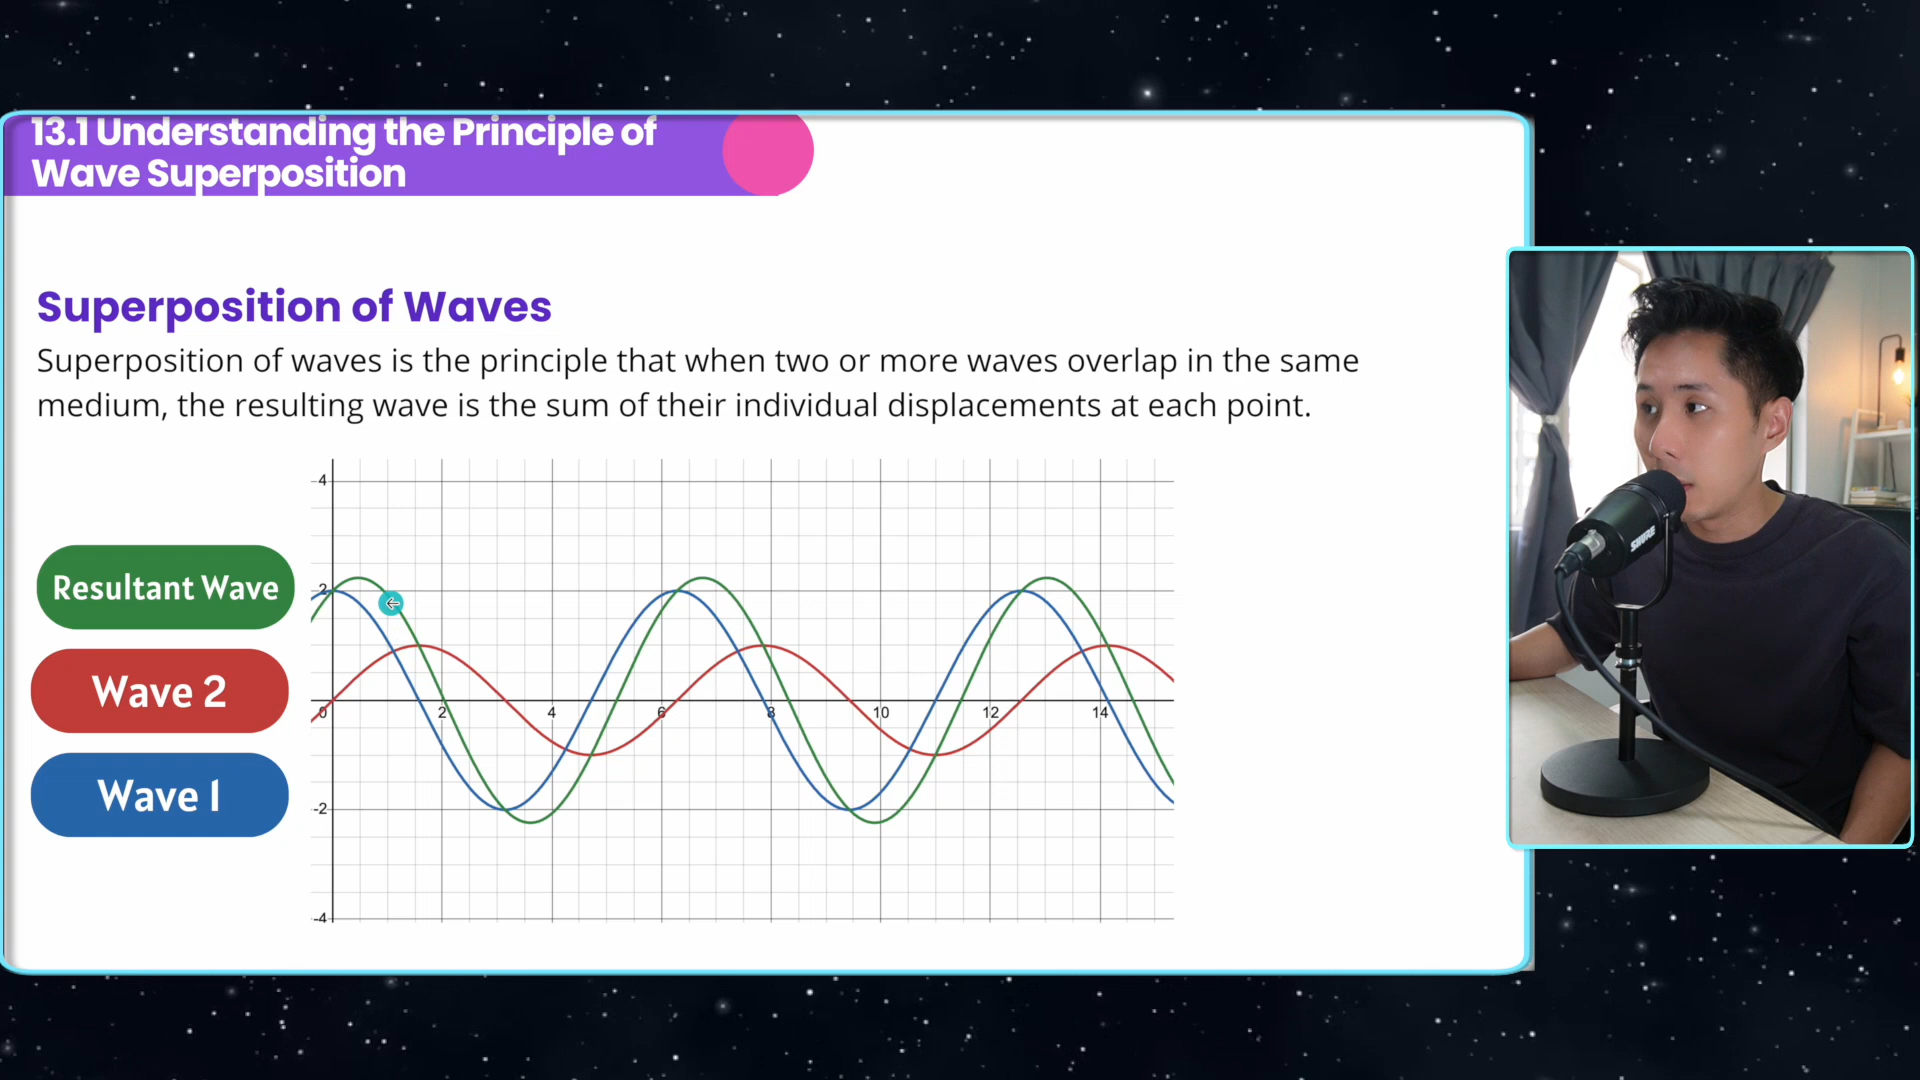 13.1 Understanding the Principle of
Wave Superposition
Superposition of Waves
Superposition of waves is the principle that when two or more waves overlap in the same
medium, the resulting wave is the sum of their individual displacements at each point.
Resultant Wave
Wave 2
Wave 1
4
2
0 2 4 6 8 10 12 14
-2
-4
SHURE